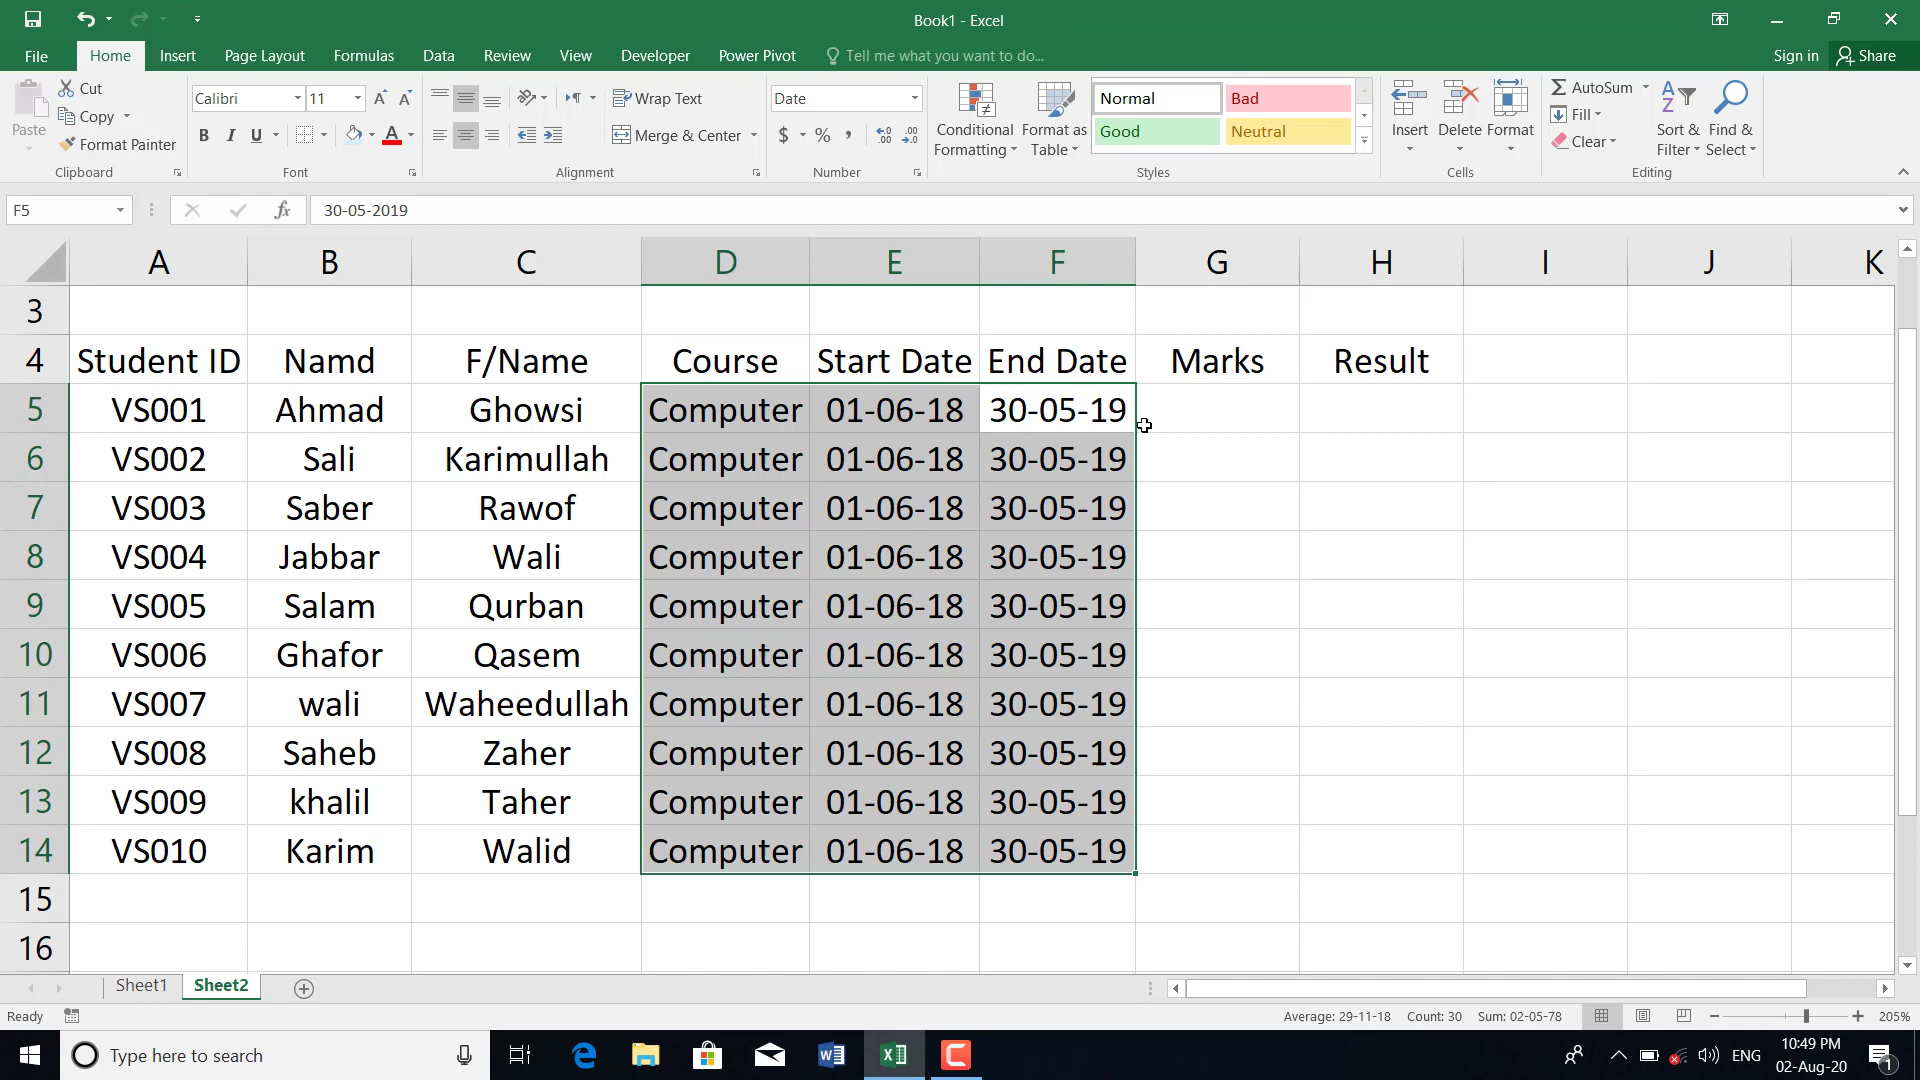 Book1 - Excel
File Home Insert Page Layout Formulas Data Review View Developer Power Pivot Tell me what you want to do... Sign in Share
Paste
Cut
Copy
Format Painter
Clipboard
Calibri 11
B I U A
Font
Wrap Text
Merge & Center
Alignment
Date
$ % , .00
Number
Conditional Formatting
Format as Table
Normal Bad
Good Neutral
Styles
Insert Delete Format
Cells
AutoSum
Fill
Clear
Sort & Filter
Find & Select
Editing
F5 fx 30-05-2019
A B C D E F G H I J K
3
4 Student ID Namd F/Name Course Start Date End Date Marks Result
5 VS001 Ahmad Ghowsi Computer 01-06-18 30-05-19
6 VS002 Sali Karimullah Computer 01-06-18 30-05-19
7 VS003 Saber Rawof Computer 01-06-18 30-05-19
8 VS004 Jabbar Wali Computer 01-06-18 30-05-19
9 VS005 Salam Qurban Computer 01-06-18 30-05-19
10 VS006 Ghafor Qasem Computer 01-06-18 30-05-19
11 VS007 wali Waheedullah Computer 01-06-18 30-05-19
12 VS008 Saheb Zaher Computer 01-06-18 30-05-19
13 VS009 khalil Taher Computer 01-06-18 30-05-19
14 VS010 Karim Walid Computer 01-06-18 30-05-19
15
16
Sheet1 Sheet2
Ready Average: 29-11-18 Count: 30 Sum: 02-05-78 205%
Type here to search ENG 10:49 PM
02-Aug-20 1